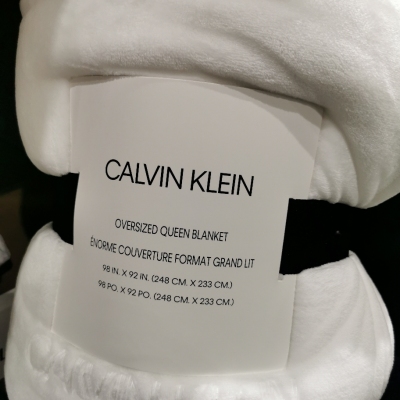 CALVIN KLEIN
OVERSIZED QUEEN BLANKET
ÉNORME COUVERTURE FORMAT GRAND LIT
98 IN. X 92 IN. (248 CM. X 233 CM.)
98 PO. X 92 PO. (248 CM. X 233 CM.)